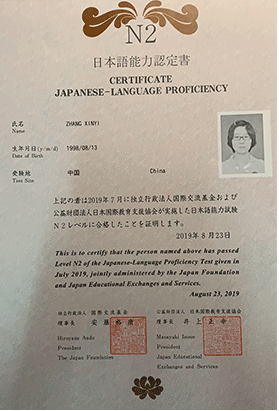 N2
日本語能力認定書
CERTIFICATE
JAPANESE-LANGUAGE PROFICIENCY
氏名
Name
ZHANG XINYI
生年月日(y/m/d)
Date of Birth
1998/08/13
受験地
Test Site
中国
China
上記の者は2019年7月に独立行政法人国際交流基金および
公益財団法人日本国際教育支援協会が実施した日本語能力試験
N2レベルに合格したことを証明します。
2019年8月23日
This is to certify that the person named above has passed
Level N2 of the Japanese-Language Proficiency Test given in
July 2019, jointly administered by the Japan Foundation
and Japan Educational Exchanges and Services.
August 23, 2019
独立行政法人 国際交流基金
理事長 安藤裕康
Hiroyasu Ando
President
The Japan Foundation
公益財団法人 日本国際教育支援協会
理事長 井上正幸
Masayuki Inoue
President
Japan Educational
Exchanges and Services